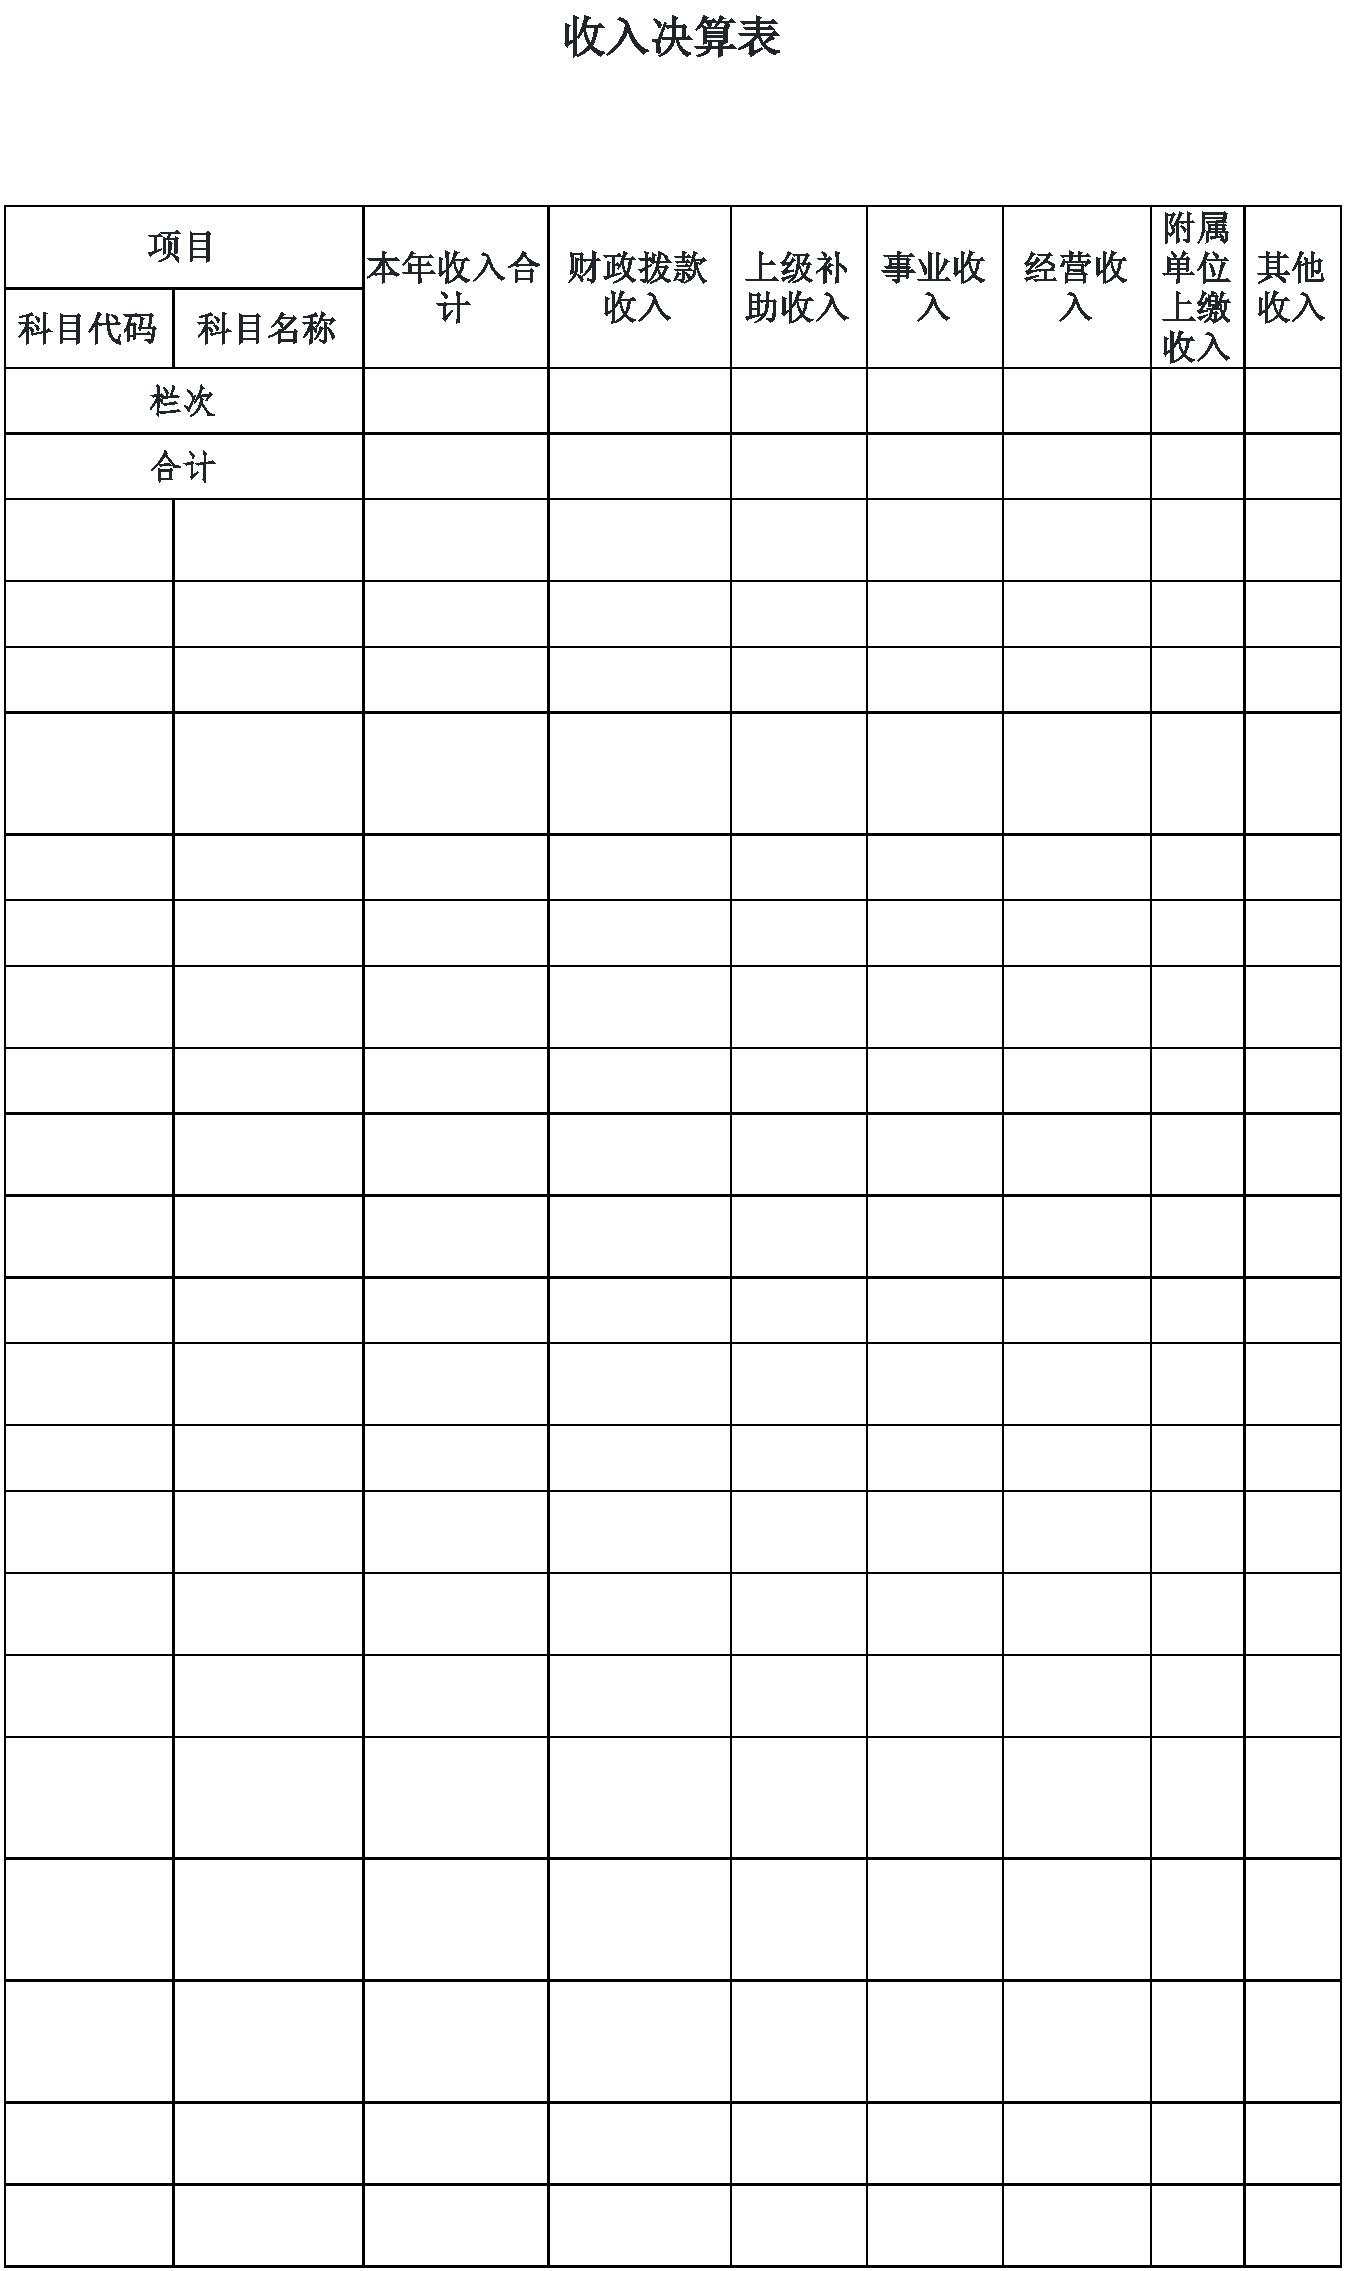 收入决算表
项目
本年收入合
计
财政拨款
收入
上级补
助收入
事业收
入
经营收
入
附属
单位
上缴
收入
其他
收入
科目代码
科目名称
栏次
合计